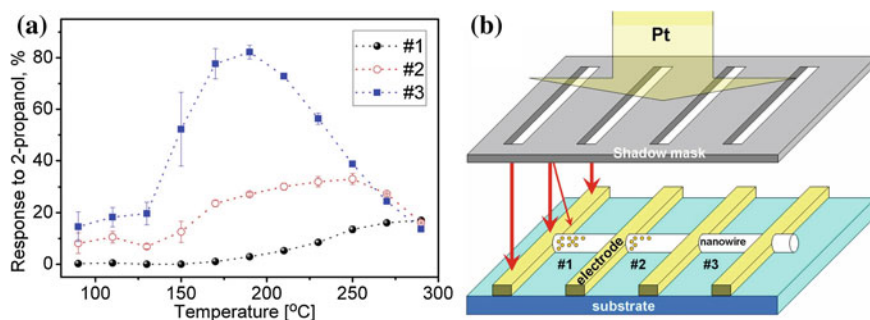 (a)
Response to 2-propanol, %
80
60
40
20
0
#1
#2
#3
100
150
200
250
300
Temperature [°C]
(b)
Pt
Shadow mask
electrode
nanowire
#1
#2
#3
substrate